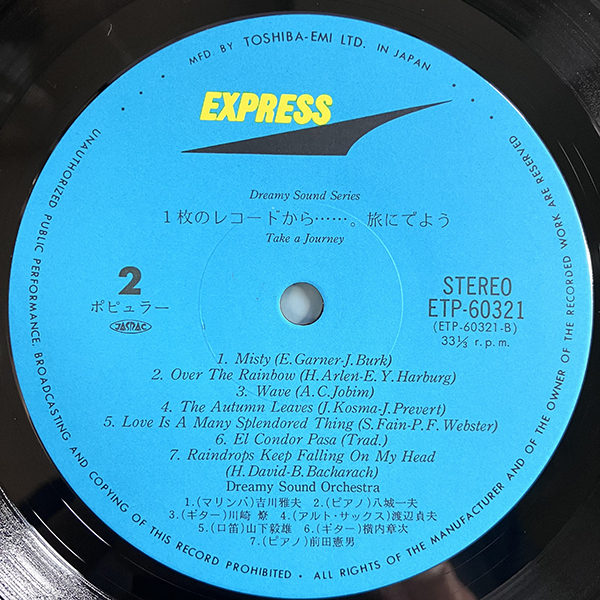 MFD. BY TOSHIBA-EMI LTD. IN JAPAN
EXPRESS
Dreamy Sound Series
1枚のレコードから……。旅にでよう
Take a Journey
2
ポピュラー
JASRAC
STEREO
ETP-60321
(ETP-60321-B)
33⅓ r.p.m.
1. Misty (E.Garner-J.Burk)
2. Over The Rainbow (H.Arlen-E.Y.Harburg)
3. Wave (A.C.Jobim)
4. The Autumn Leaves (J.Kosma-J.Prevert)
5. Love Is A Many Splendored Thing (S.Fain-P.F.Webster)
6. El Condor Pasa (Trad.)
7. Raindrops Keep Falling On My Head
(H.David-B.Bacharach)
Dreamy Sound Orchestra
1.(マリンバ)吉川雅夫 2.(ピアノ)八城一夫
3.(ギター)川崎 燎 4.(アルト・サックス)渡辺貞夫
5.(口笛)山下毅雄 6.(ギター)横内章次
7.(ピアノ)前田憲男
UNAUTHORIZED PUBLIC PERFORMANCE, BROADCASTING AND COPYING OF THIS RECORD PROHIBITED • ALL RIGHTS OF THE MANUFACTURER AND OF THE OWNER OF THE RECORDED WORK ARE RESERVED